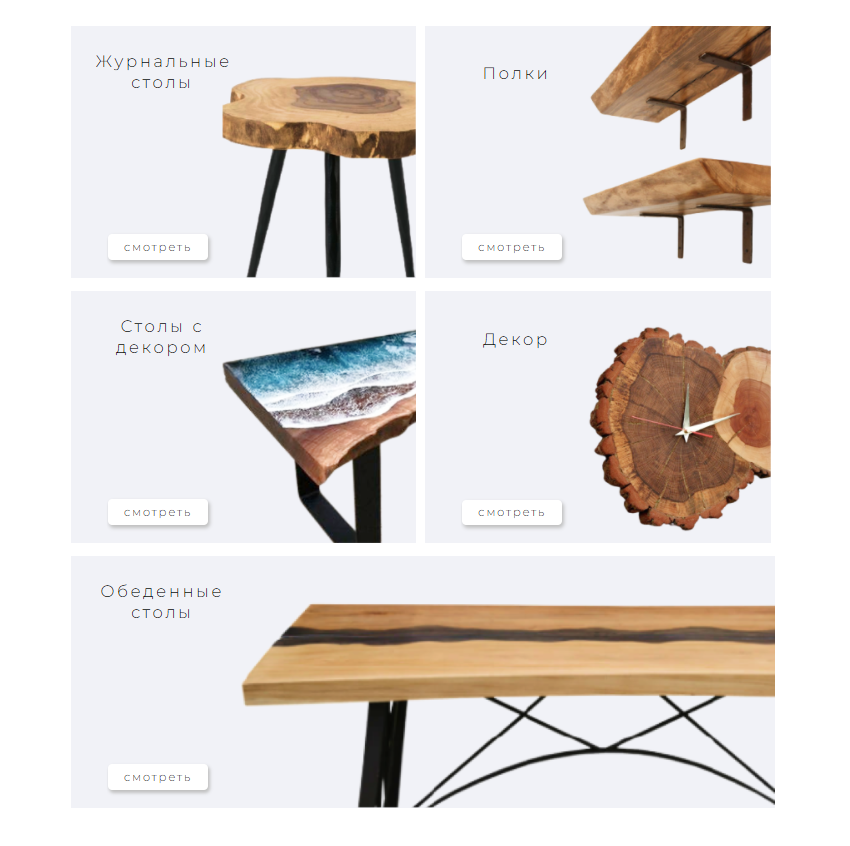 Журнальные
столы
смотреть
Полки
смотреть
Столы с
декором
смотреть
Декор
смотреть
Обеденные
столы
смотреть